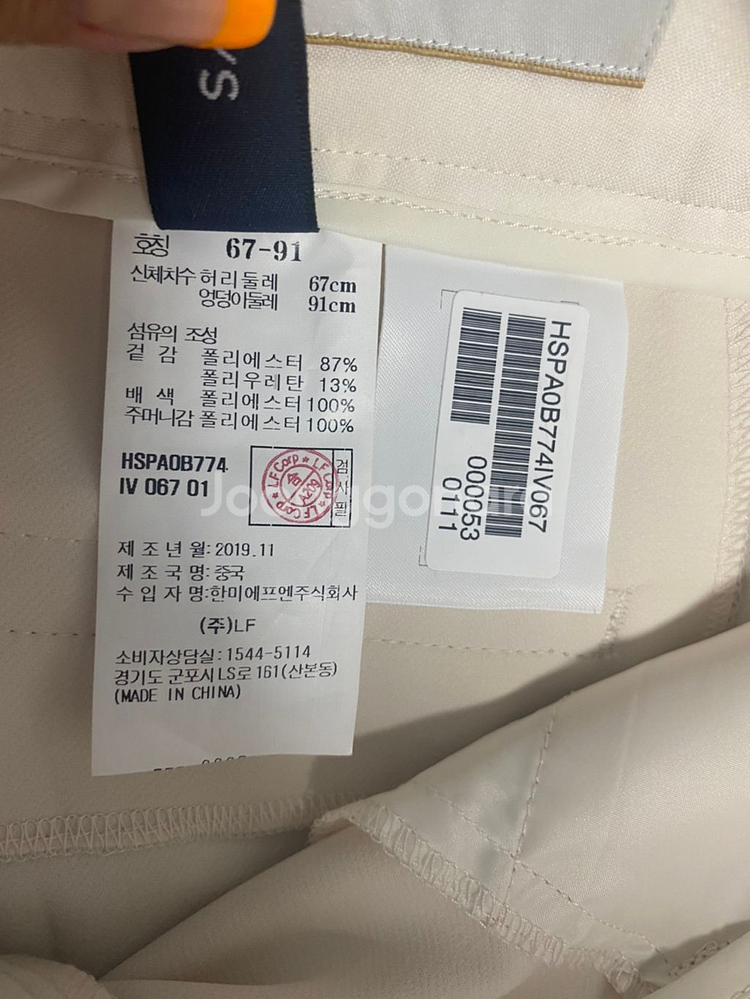 S
호칭 67-91
신체치수 허리둘레 67cm
엉덩이둘레 91cm
섬유의 조성
겉 감 폴리에스터 87%
폴리우레탄 13%
배 색 폴리에스터 100%
주머니감 폴리에스터 100%
HSPA0B774
IV 067 01
LF Corp ★ LF Corp ★ LF Corp
검사필
제 조 년 월: 2019.11
제 조 국 명: 중국
수 입 자 명:한미에프엔주식회사
(주)LF
소비자상담실: 1544-5114
경기도 군포시 LS로 161(산본동)
(MADE IN CHINA)
HSPA0B774IV067
000053
0111